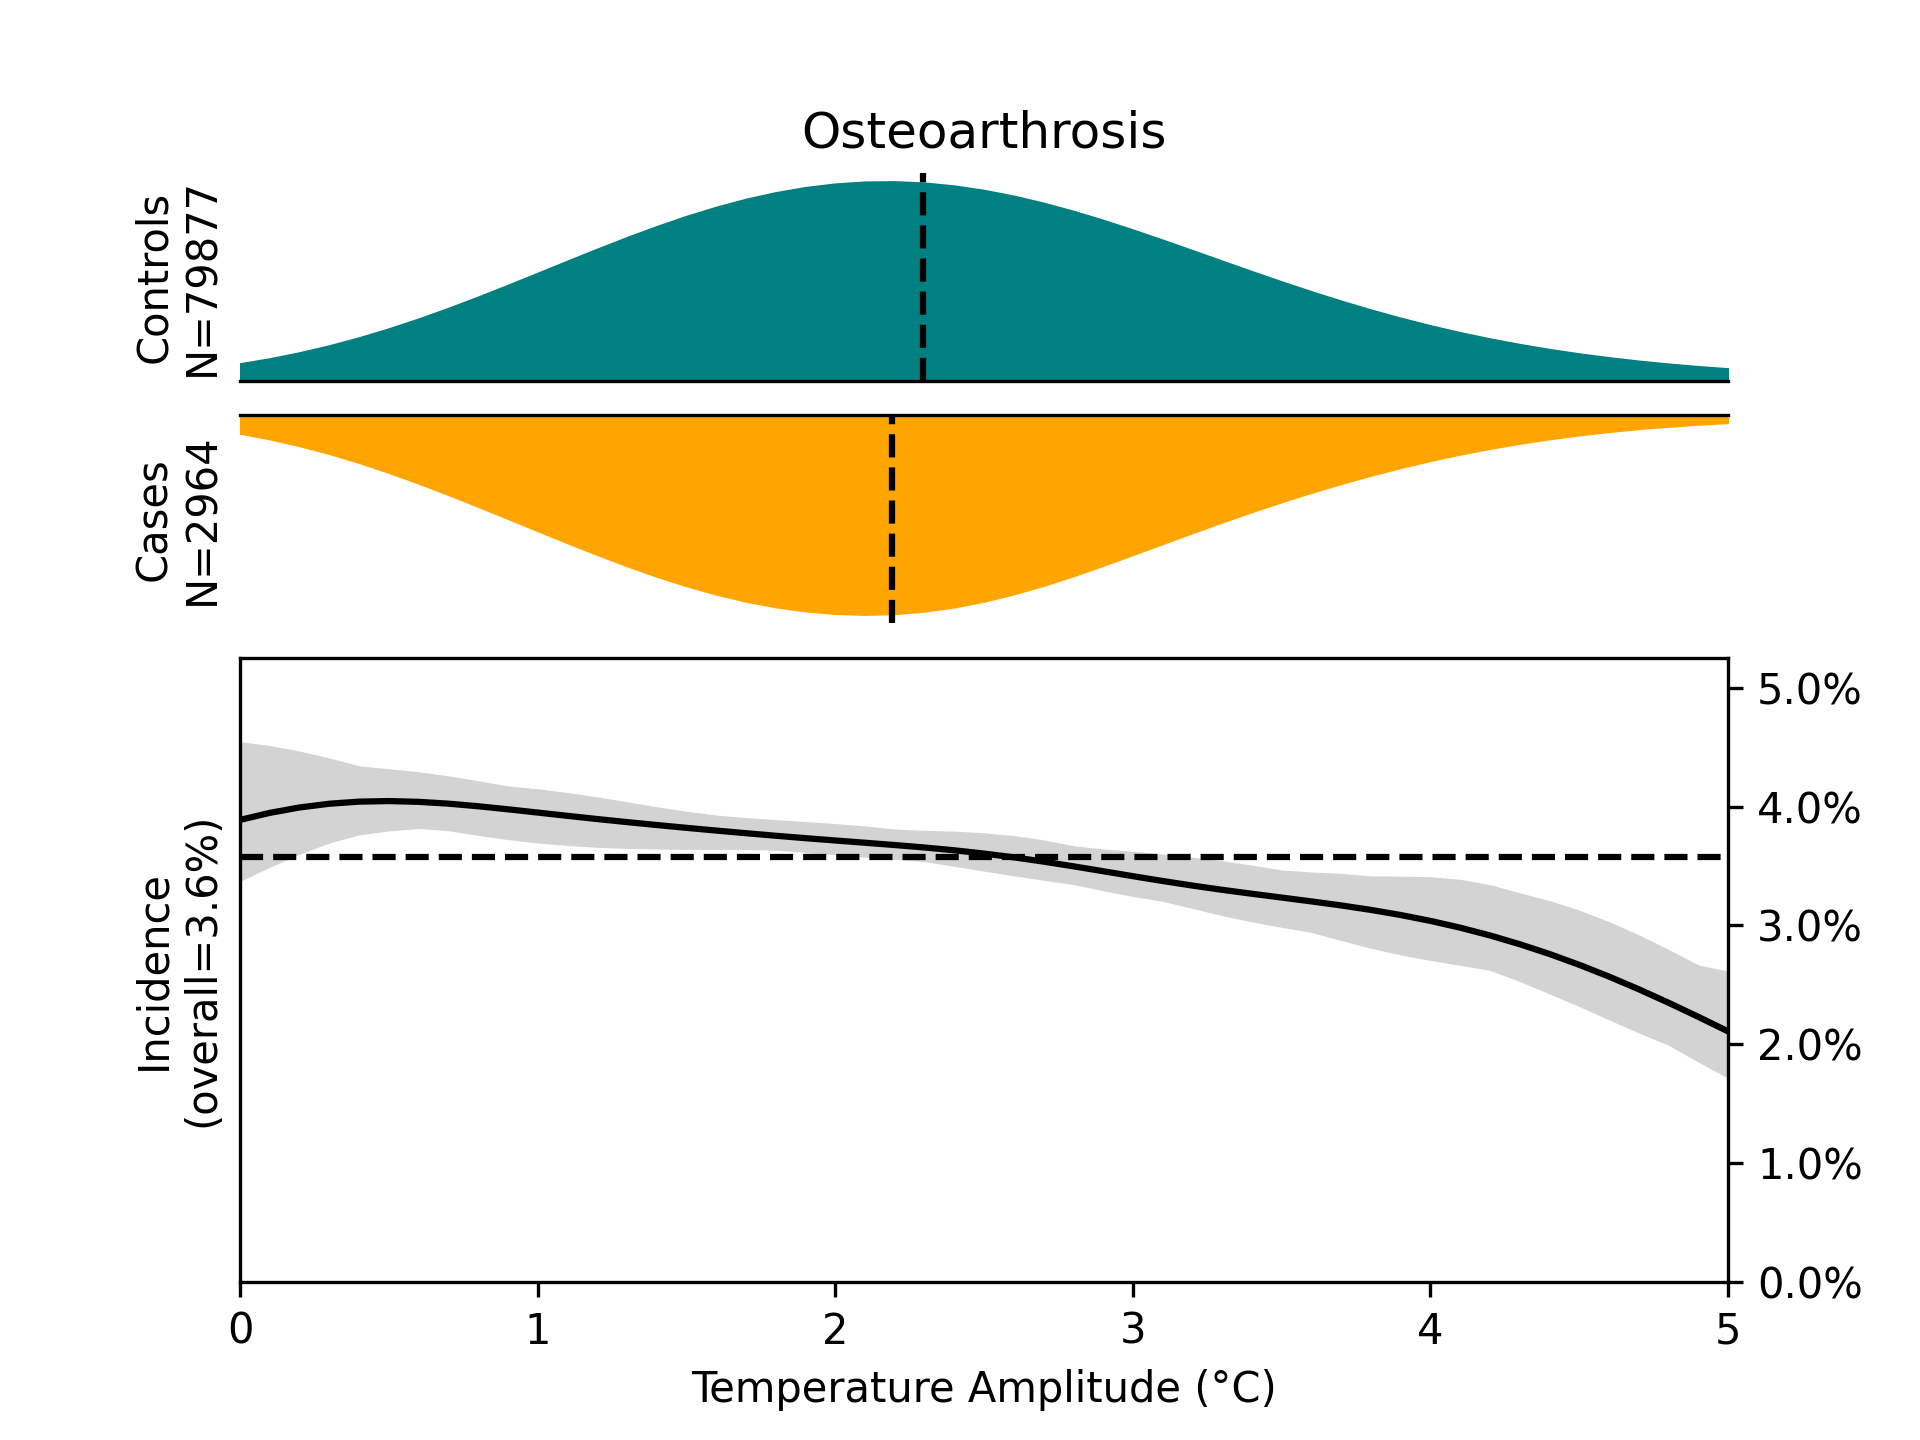 Osteoarthrosis
Controls
N=79877
Cases
N=2964
Incidence
(overall=3.6%)
5.0%
4.0%
3.0%
2.0%
1.0%
0.0%
0 1 2 3 4 5
Temperature Amplitude (°C)